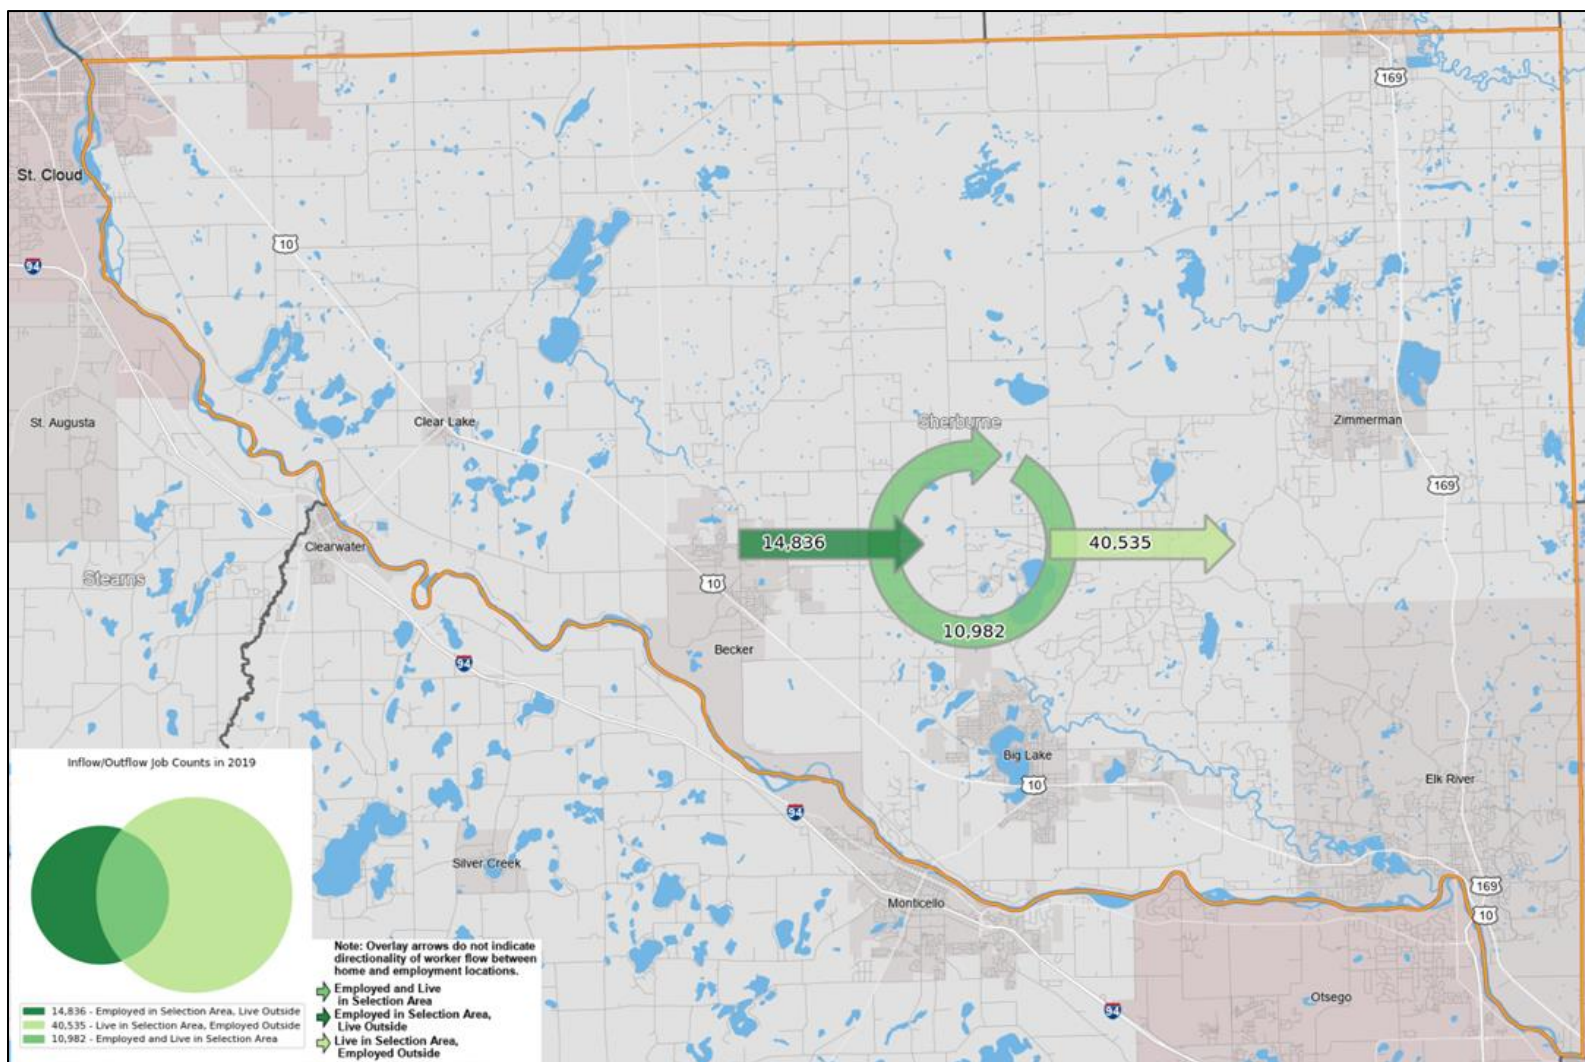 169
St. Cloud
10
94
Sherburne
St. Augusta
Clear Lake
Zimmerman
169
Clearwater
14,836
40,535
Stearns
10
10,982
Becker
94
Big Lake
10
Elk River
94
Silver Creek
Monticello
169
10
Otsego
94
Inflow/Outflow Job Counts in 2019
14,836 - Employed in Selection Area, Live Outside
40,535 - Live in Selection Area, Employed Outside
10,982 - Employed and Live in Selection Area
Note: Overlay arrows do not indicate
directionality of worker flow between
home and employment locations.
Employed and Live
in Selection Area
Employed in Selection Area,
Live Outside
Live in Selection Area,
Employed Outside